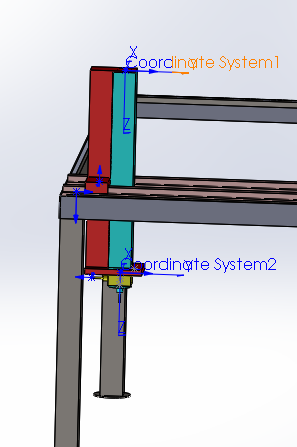 X
Coordinate System1
Y
Z
X
Coordinate System2
Y
Z